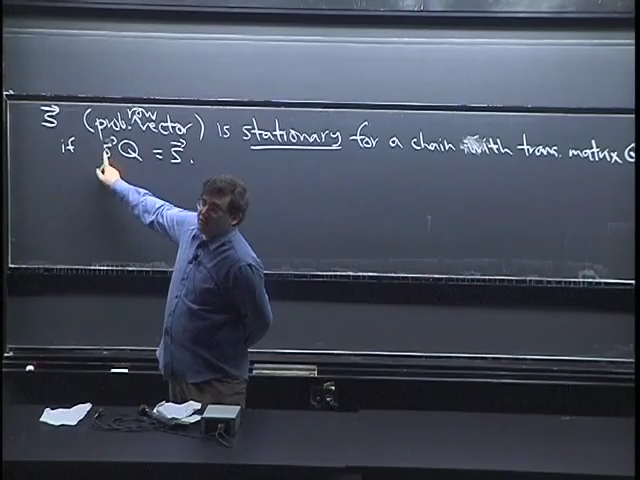 s⃗ (prob. row vector) is stationary for a chain with trans. matrix Q
if s⃗Q = s⃗.